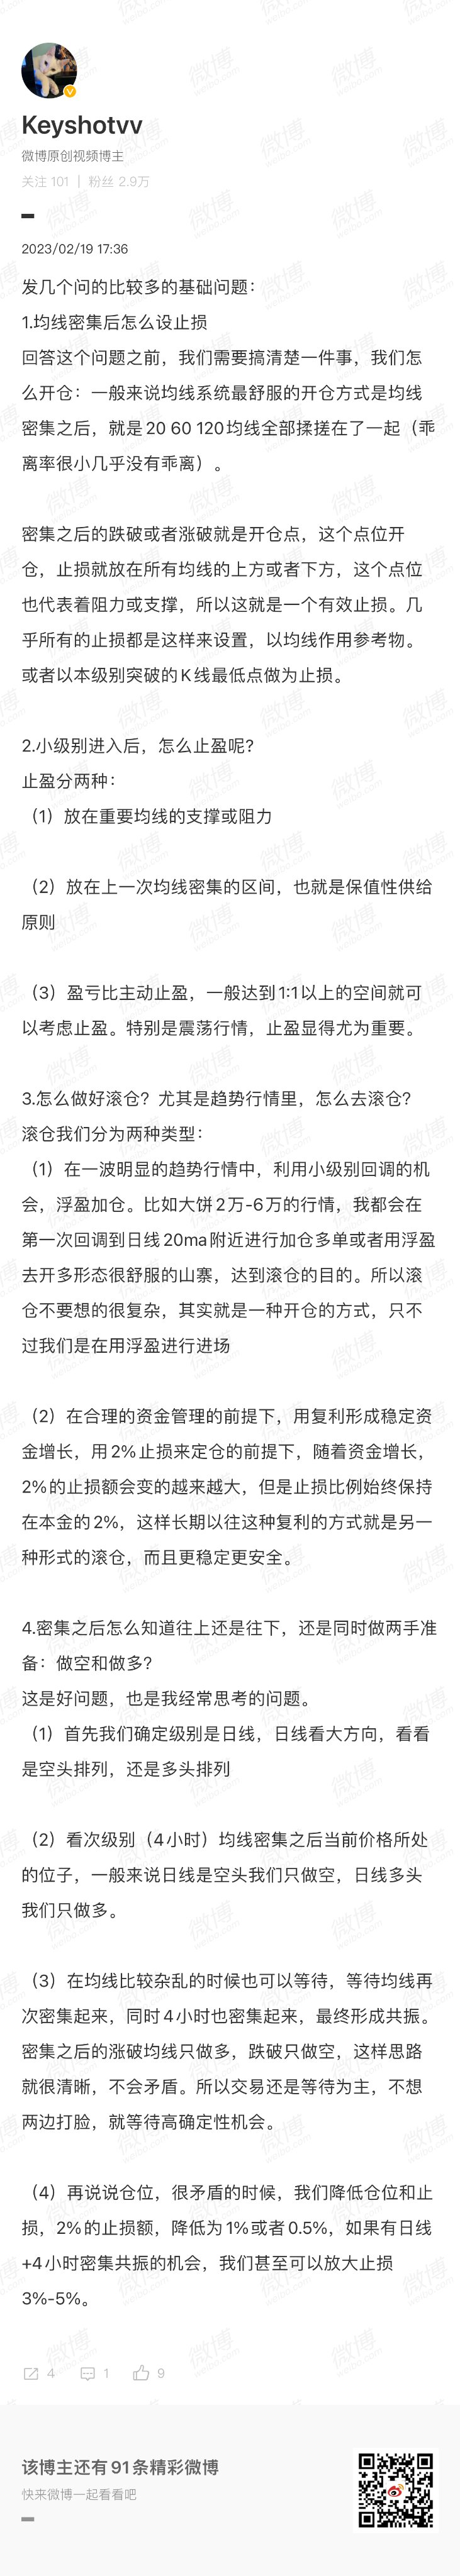 Keyshotvv
微博原创视频博主
关注 101 | 粉丝 2.9万
2023/02/19 17:36
发几个问的比较多的基础问题：
1.均线密集后怎么设止损
回答这个问题之前，我们需要搞清楚一件事，我们怎
么开仓：一般来说均线系统最舒服的开仓方式是均线
密集之后，就是20 60 120均线全部揉搓在了一起（乖
离率很小几乎没有乖离）。
密集之后的跌破或者涨破就是开仓点，这个点位开
仓，止损就放在所有均线的上方或者下方，这个点位
也代表着阻力或支撑，所以这就是一个有效止损。几
乎所有的止损都是这样来设置，以均线作用参考物。
或者以本级别突破的K线最低点做为止损。
2.小级别进入后，怎么止盈呢?
止盈分两种：
（1）放在重要均线的支撑或阻力
（2）放在上一次均线密集的区间，也就是保值性供给
原则
（3）盈亏比主动止盈，一般达到1:1以上的空间就可
以考虑止盈。特别是震荡行情，止盈显得尤为重要。
3.怎么做好滚仓？尤其是趋势行情里，怎么去滚仓?
滚仓我们分为两种类型：
（1）在一波明显的趋势行情中，利用小级别回调的机
会，浮盈加仓。比如大饼2万-6万的行情，我都会在
第一次回调到日线20ma附近进行加仓多单或者用浮盈
去开多形态很舒服的山寨，达到滚仓的目的。所以滚
仓不要想的很复杂，其实就是一种开仓的方式，只不
过我们是在用浮盈进行进场
（2）在合理的资金管理的前提下，用复利形成稳定资
金增长，用2%止损来定仓的前提下，随着资金增长，
2%的止损额会变的越来越大，但是止损比例始终保持
在本金的2%，这样长期以往这种复利的方式就是另一
种形式的滚仓，而且更稳定更安全。
4.密集之后怎么知道往上还是往下，还是同时做两手准
备：做空和做多?
这是好问题，也是我经常思考的问题。
（1）首先我们确定级别是日线，日线看大方向，看看
是空头排列，还是多头排列
（2）看次级别（4小时）均线密集之后当前价格所处
的位子，一般来说日线是空头我们只做空，日线多头
我们只做多。
（3）在均线比较杂乱的时候也可以等待，等待均线再
次密集起来，同时4小时也密集起来，最终形成共振。
密集之后的涨破均线只做多，跌破只做空，这样思路
就很清晰，不会矛盾。所以交易还是等待为主，不想
两边打脸，就等待高确定性机会。
（4）再说说仓位，很矛盾的时候，我们降低仓位和止
损，2%的止损额，降低为1%或者0.5%，如果有日线
+4小时密集共振的机会，我们甚至可以放大止损
3%-5%。
4 1 9
该博主还有91条精彩微博
快来微博一起看看吧
微博
weibo.com